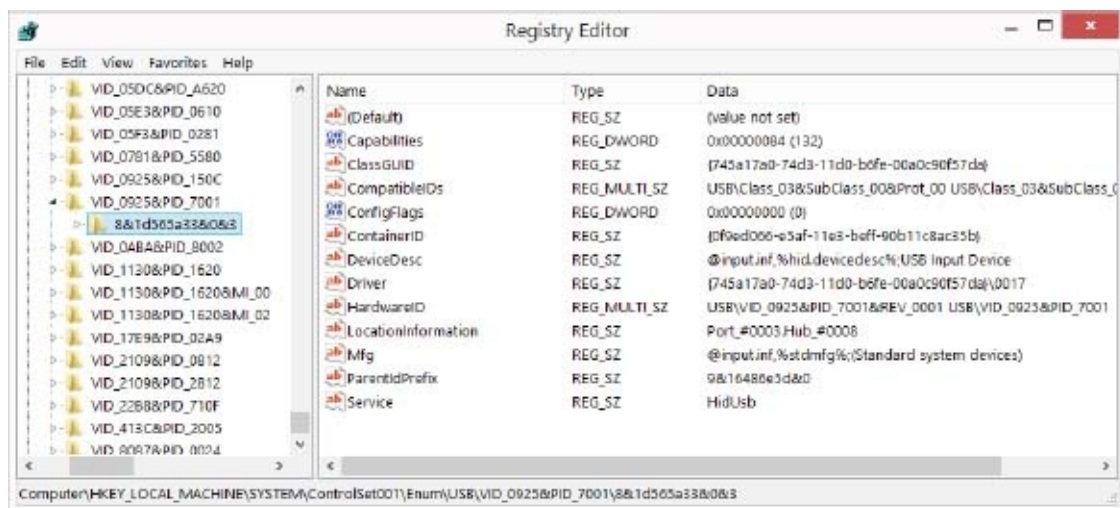 Registry Editor
File Edit View Favorites Help
VID_05DC&PID_A620
VID_05E3&PID_0610
VID_05F3&PID_0281
VID_0781&PID_5580
VID_0925&PID_150C
VID_0925&PID_7001
8&1d565a33&0&3
VID_0ABA&PID_8002
VID_1130&PID_1620
VID_1130&PID_1620&MI_00
VID_1130&PID_1620&MI_02
VID_17E9&PID_02A9
VID_2109&PID_0812
VID_2109&PID_2812
VID_22B8&PID_710F
VID_413C&PID_2005
VID_8087&PID_0024
Name Type Data
(Default) REG_SZ (value not set)
Capabilities REG_DWORD 0x00000084 (132)
ClassGUID REG_SZ {745a17a0-74d3-11d0-b6fe-00a0c90f57da}
CompatibleIDs REG_MULTI_SZ USB\Class_03&SubClass_00&Prot_00 USB\Class_03&SubClass_0
ConfigFlags REG_DWORD 0x00000000 (0)
ContainerID REG_SZ {0f9ed066-e5af-11e3-beff-90b11c8ac35b}
DeviceDesc REG_SZ @input.inf,%hid.devicedesc%;USB Input Device
Driver REG_SZ {745a17a0-74d3-11d0-b6fe-00a0c90f57da}\0017
HardwareID REG_MULTI_SZ USB\VID_0925&PID_7001&REV_0001 USB\VID_0925&PID_7001
LocationInformation REG_SZ Port_#0003.Hub_#0008
Mfg REG_SZ @input.inf,%stdmfg%;(Standard system devices)
ParentIdPrefix REG_SZ 9&16486e5d&0
Service REG_SZ HidUsb
Computer\HKEY_LOCAL_MACHINE\SYSTEM\ControlSet001\Enum\USB\VID_0925&PID_7001\8&1d565a33&0&3